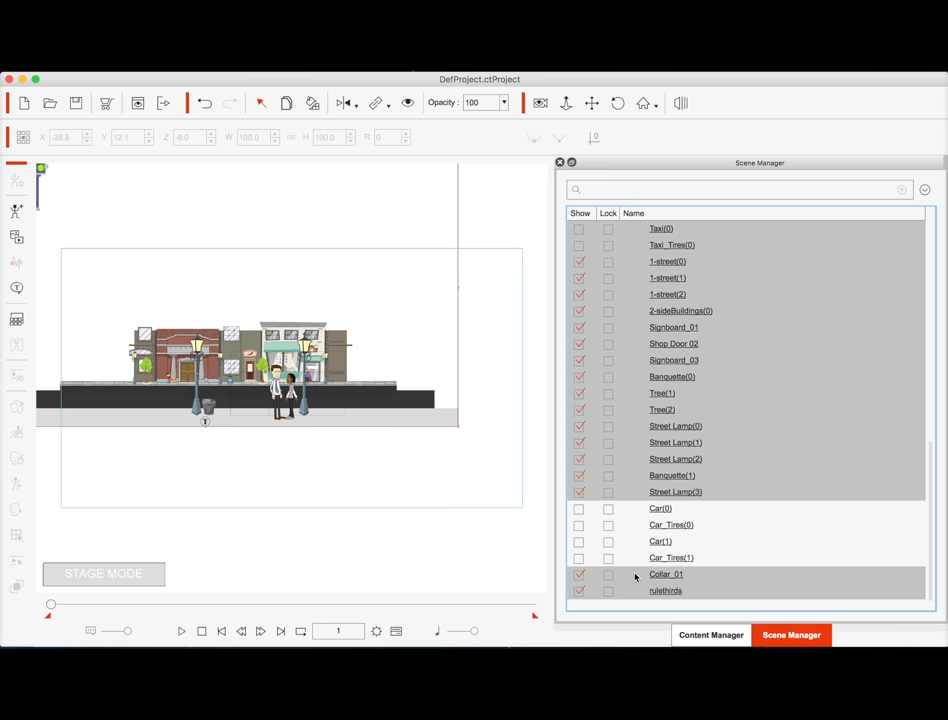 DefProject.ctProject
Opacity : 100
X -38.8 Y 12.1 Z -9.0 W 100.0 H 100.0 R 0
Scene Manager
Show Lock Name
Taxi(0)
Taxi_Tires(0)
1-street(0)
1-street(1)
1-street(2)
2-sideBuildings(0)
Signboard_01
Shop Door 02
Signboard_03
Banquette(0)
Tree(1)
Tree(2)
Street Lamp(0)
Street Lamp(1)
Street Lamp(2)
Banquette(1)
Street Lamp(3)
Car(0)
Car_Tires(0)
Car(1)
Car_Tires(1)
Collar_01
rulethirds
STAGE MODE
1
Content Manager Scene Manager